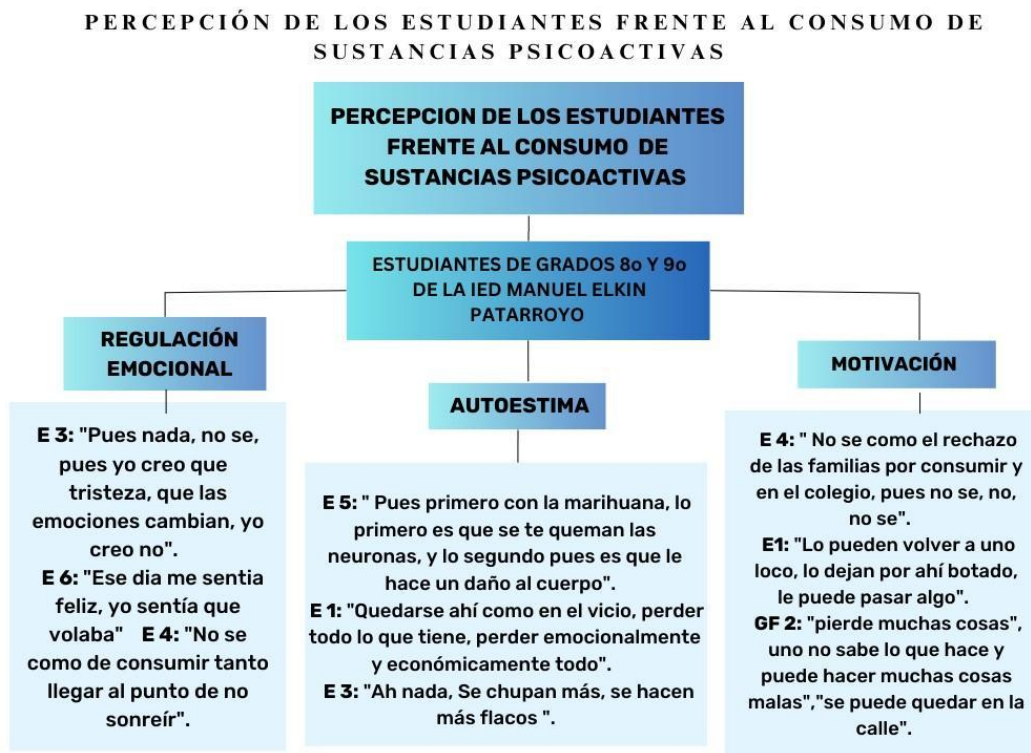 PERCEPCIÓN DE LOS ESTUDIANTES FRENTE AL CONSUMO DE
SUSTANCIAS PSICOACTIVAS
PERCEPCION DE LOS ESTUDIANTES
FRENTE AL CONSUMO DE
SUSTANCIAS PSICOACTIVAS
ESTUDIANTES DE GRADOS 8o Y 9o
DE LA IED MANUEL ELKIN
PATARROYO
REGULACIÓN
EMOCIONAL
E 3: "Pues nada, no se,
pues yo creo que
tristeza, que las
emociones cambian, yo
creo no".
E 6: "Ese dia me sentia
feliz, yo sentía que
volaba" E 4: "No se
como de consumir tanto
llegar al punto de no
sonreír".
AUTOESTIMA
E 5: " Pues primero con la marihuana, lo
primero es que se te queman las
neuronas, y lo segundo pues es que le
hace un daño al cuerpo".
E 1: "Quedarse ahí como en el vicio, perder
todo lo que tiene, perder emocionalmente
y económicamente todo".
E 3: "Ah nada, Se chupan más, se hacen
más flacos ".
MOTIVACIÓN
E 4: " No se como el rechazo
de las familias por consumir y
en el colegio, pues no se, no,
no se".
E1: "Lo pueden volver a uno
loco, lo dejan por ahí botado,
le puede pasar algo".
GF 2: "pierde muchas cosas",
uno no sabe lo que hace y
puede hacer muchas cosas
malas","se puede quedar en la
calle".